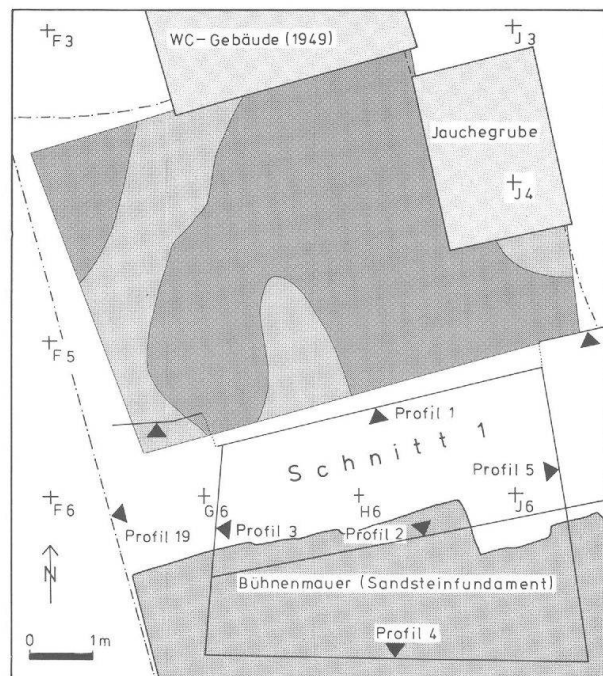 F3
J3
WC-Gebäude (1949)
Jauchegrube
J4
F5
Profil 1
Schnitt 1
Profil 5
F6
G6
H6
J6
Profil 19
Profil 3
Profil 2
N
Bühnenmauer (Sandsteinfundament)
Profil 4
0 1m